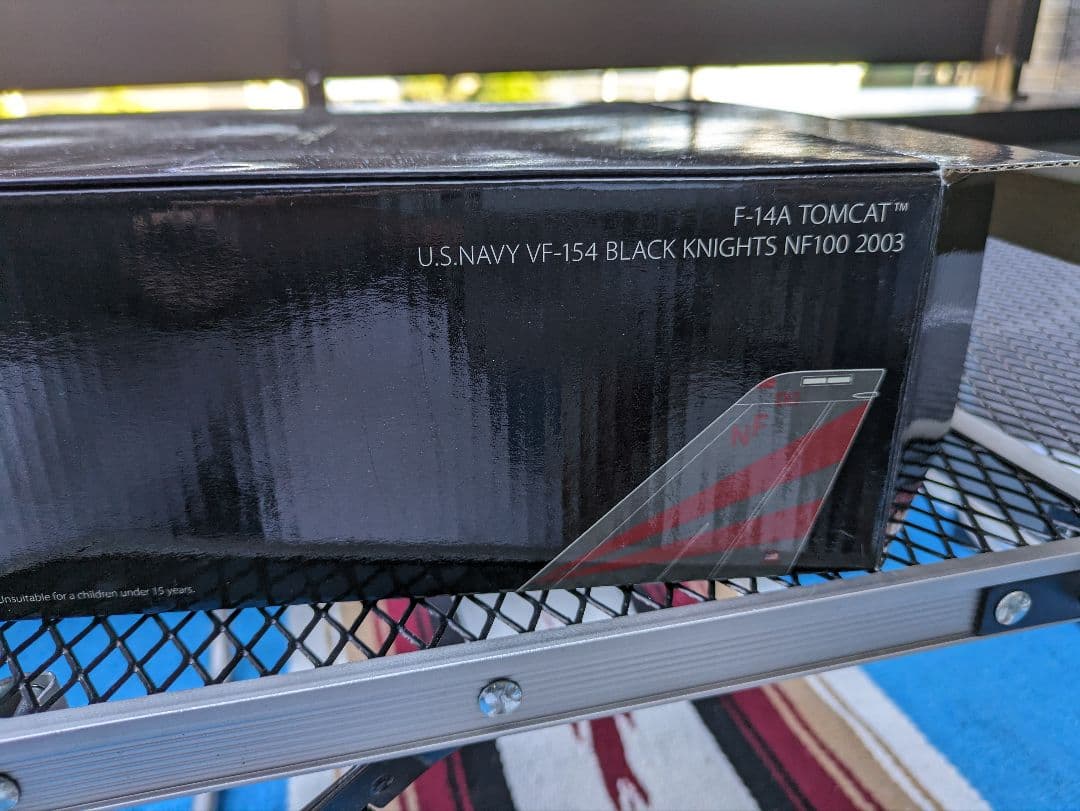 F-14A TOMCAT™
U.S.NAVY VF-154 BLACK KNIGHTS NF100 2003
NF
Unsuitable for a children under 15 years.